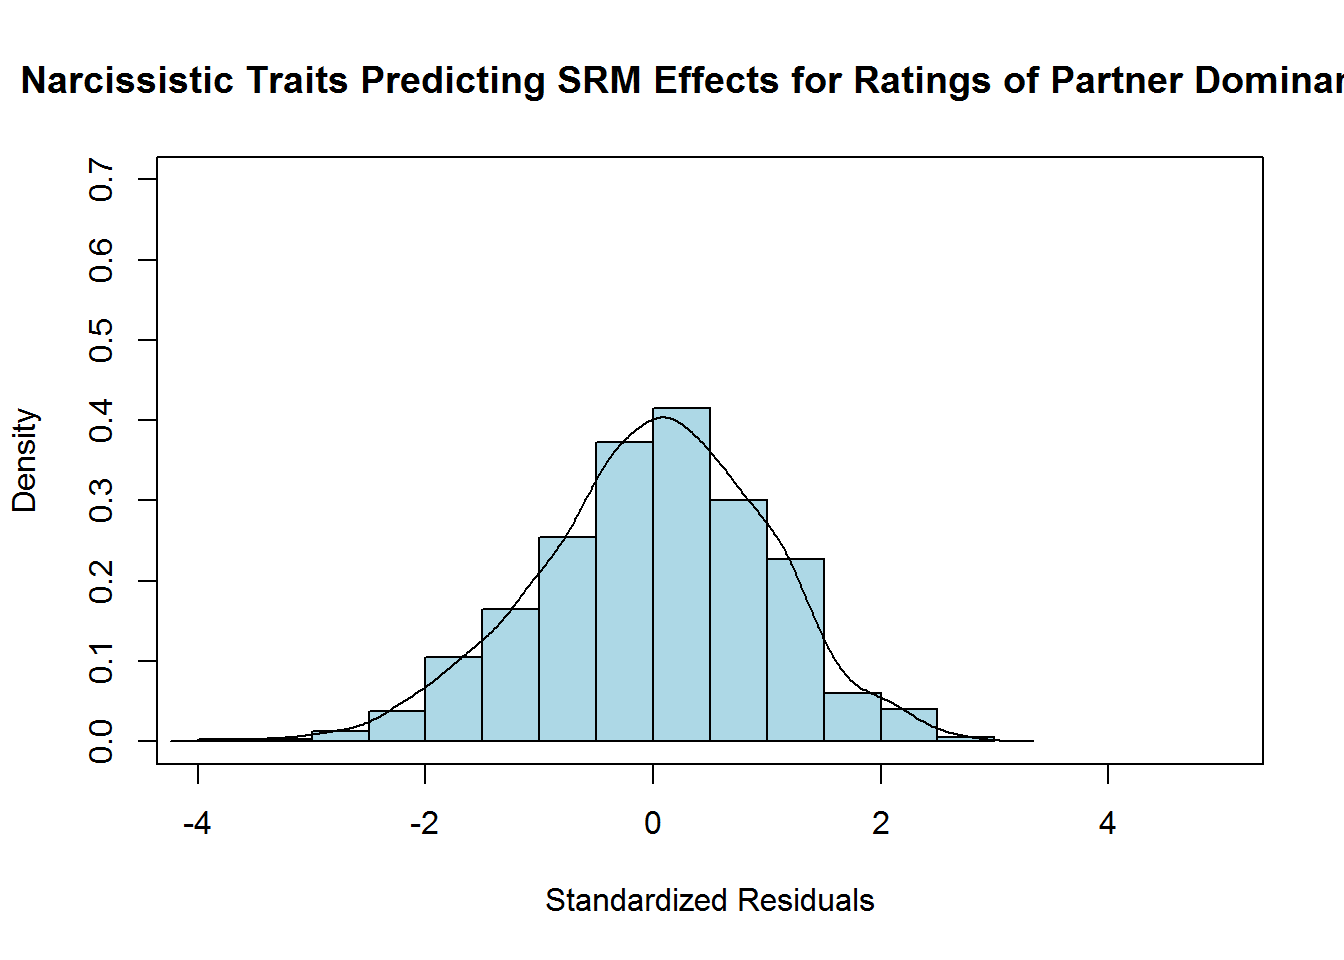 Narcissistic Traits Predicting SRM Effects for Ratings of Partner
0.7
0.6
0.5
0.4
0.3
0.2
0.1
0.0
Density
-4 -2 0 2 4
Standardized Residuals